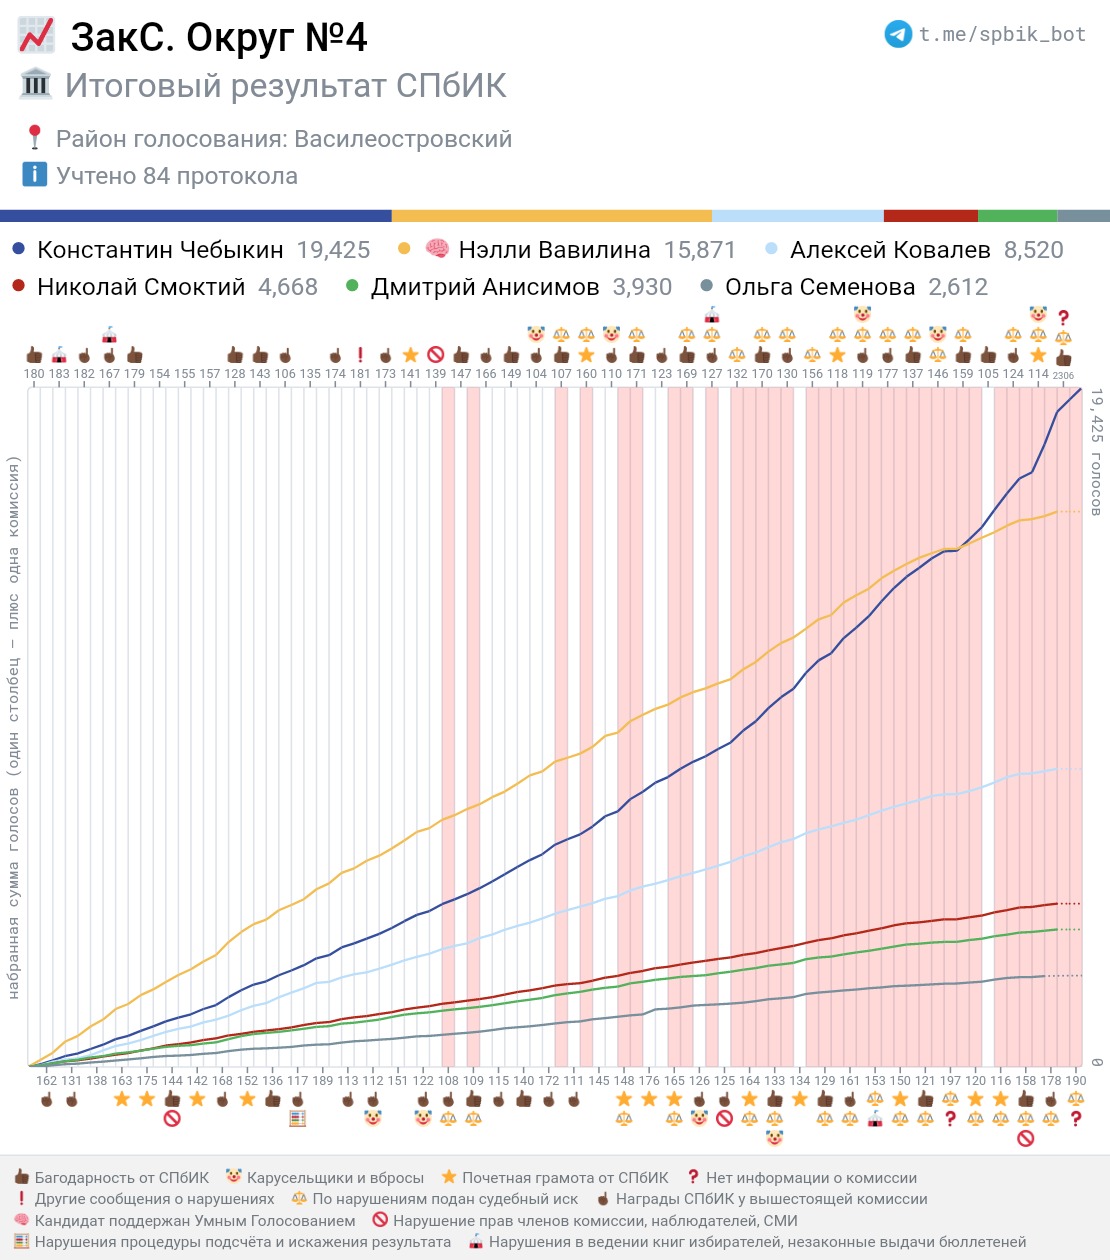 ЗакС. Округ №4
t.me/spbik_bot
Итоговый результат СПбИК
Район голосования: Василеостровский
Учтено 84 протокола
Константин Чебыкин 19,425 Нэлли Вавилина 15,871 Алексей Ковалев 8,520
Николай Смоктий 4,668 Дмитрий Анисимов 3,930 Ольга Семенова 2,612
180 183 182 167 179 154 155 157 128 143 106 135 174 181 173 141 139 147 166 149 104 107 160 110 171 123 169 127 132 170 130 156 118 119 177 137 146 159 105 124 114 2306
19,425 голосов
набранная сумма голосов (один столбец – плюс одна комиссия)
0
162 131 138 163 175 144 142 168 152 136 117 189 113 112 151 122 108 109 115 140 172 111 145 148 176 165 126 125 164 133 134 129 161 153 150 121 197 120 116 158 178 190
Багодарность от СПбИК Карусельщики и вбросы Почетная грамота от СПбИК Нет информации о комиссии
Другие сообщения о нарушениях По нарушениям подан судебный иск Награды СПбИК у вышестоящей комиссии
Кандидат поддержан Умным Голосованием Нарушение прав членов комиссии, наблюдателей, СМИ
Нарушения процедуры подсчёта и искажения результата Нарушения в ведении книг избирателей, незаконные выдачи бюллетеней